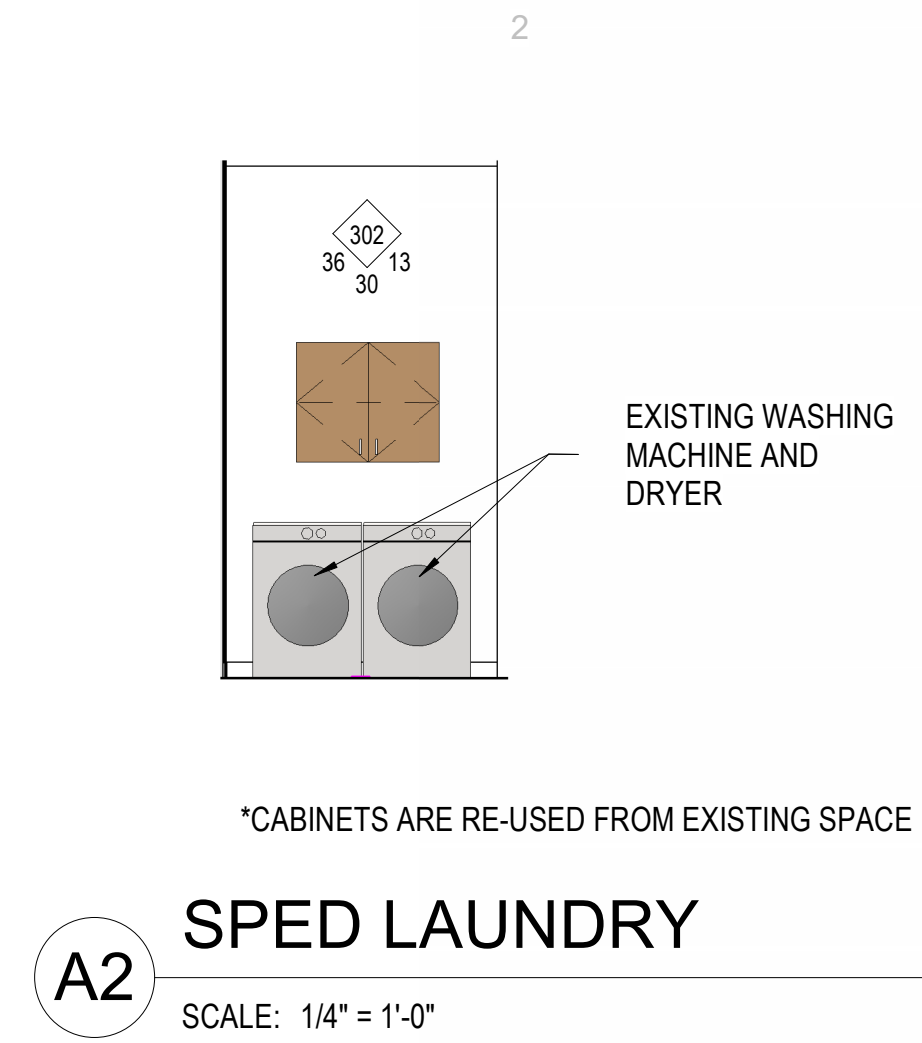 2
302
36 13
30
EXISTING WASHING
MACHINE AND
DRYER
*CABINETS ARE RE-USED FROM EXISTING SPACE
SPED LAUNDRY
A2
SCALE: 1/4" = 1'-0"